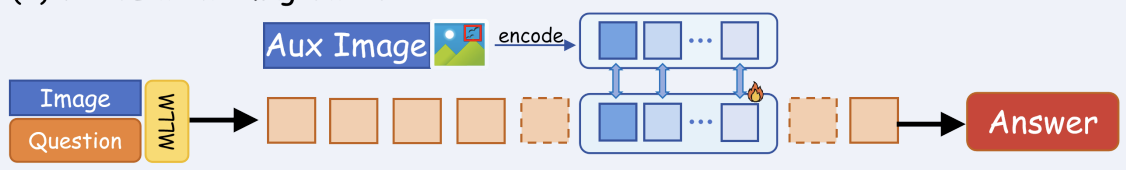 Aux Image
encode
Image
Question
MLLM
Answer